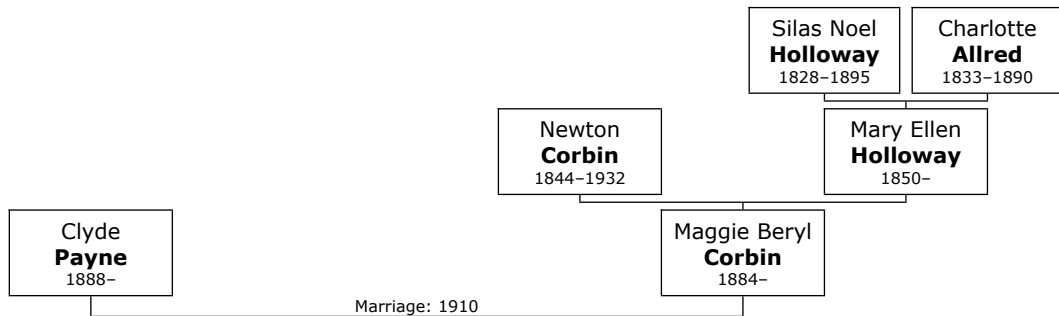 Silas Noel
Holloway
1828–1895
Charlotte
Allred
1833–1890
Newton
Corbin
1844–1932
Mary Ellen
Holloway
1850–
Clyde
Payne
1888–
Maggie Beryl
Corbin
1884–
Marriage: 1910